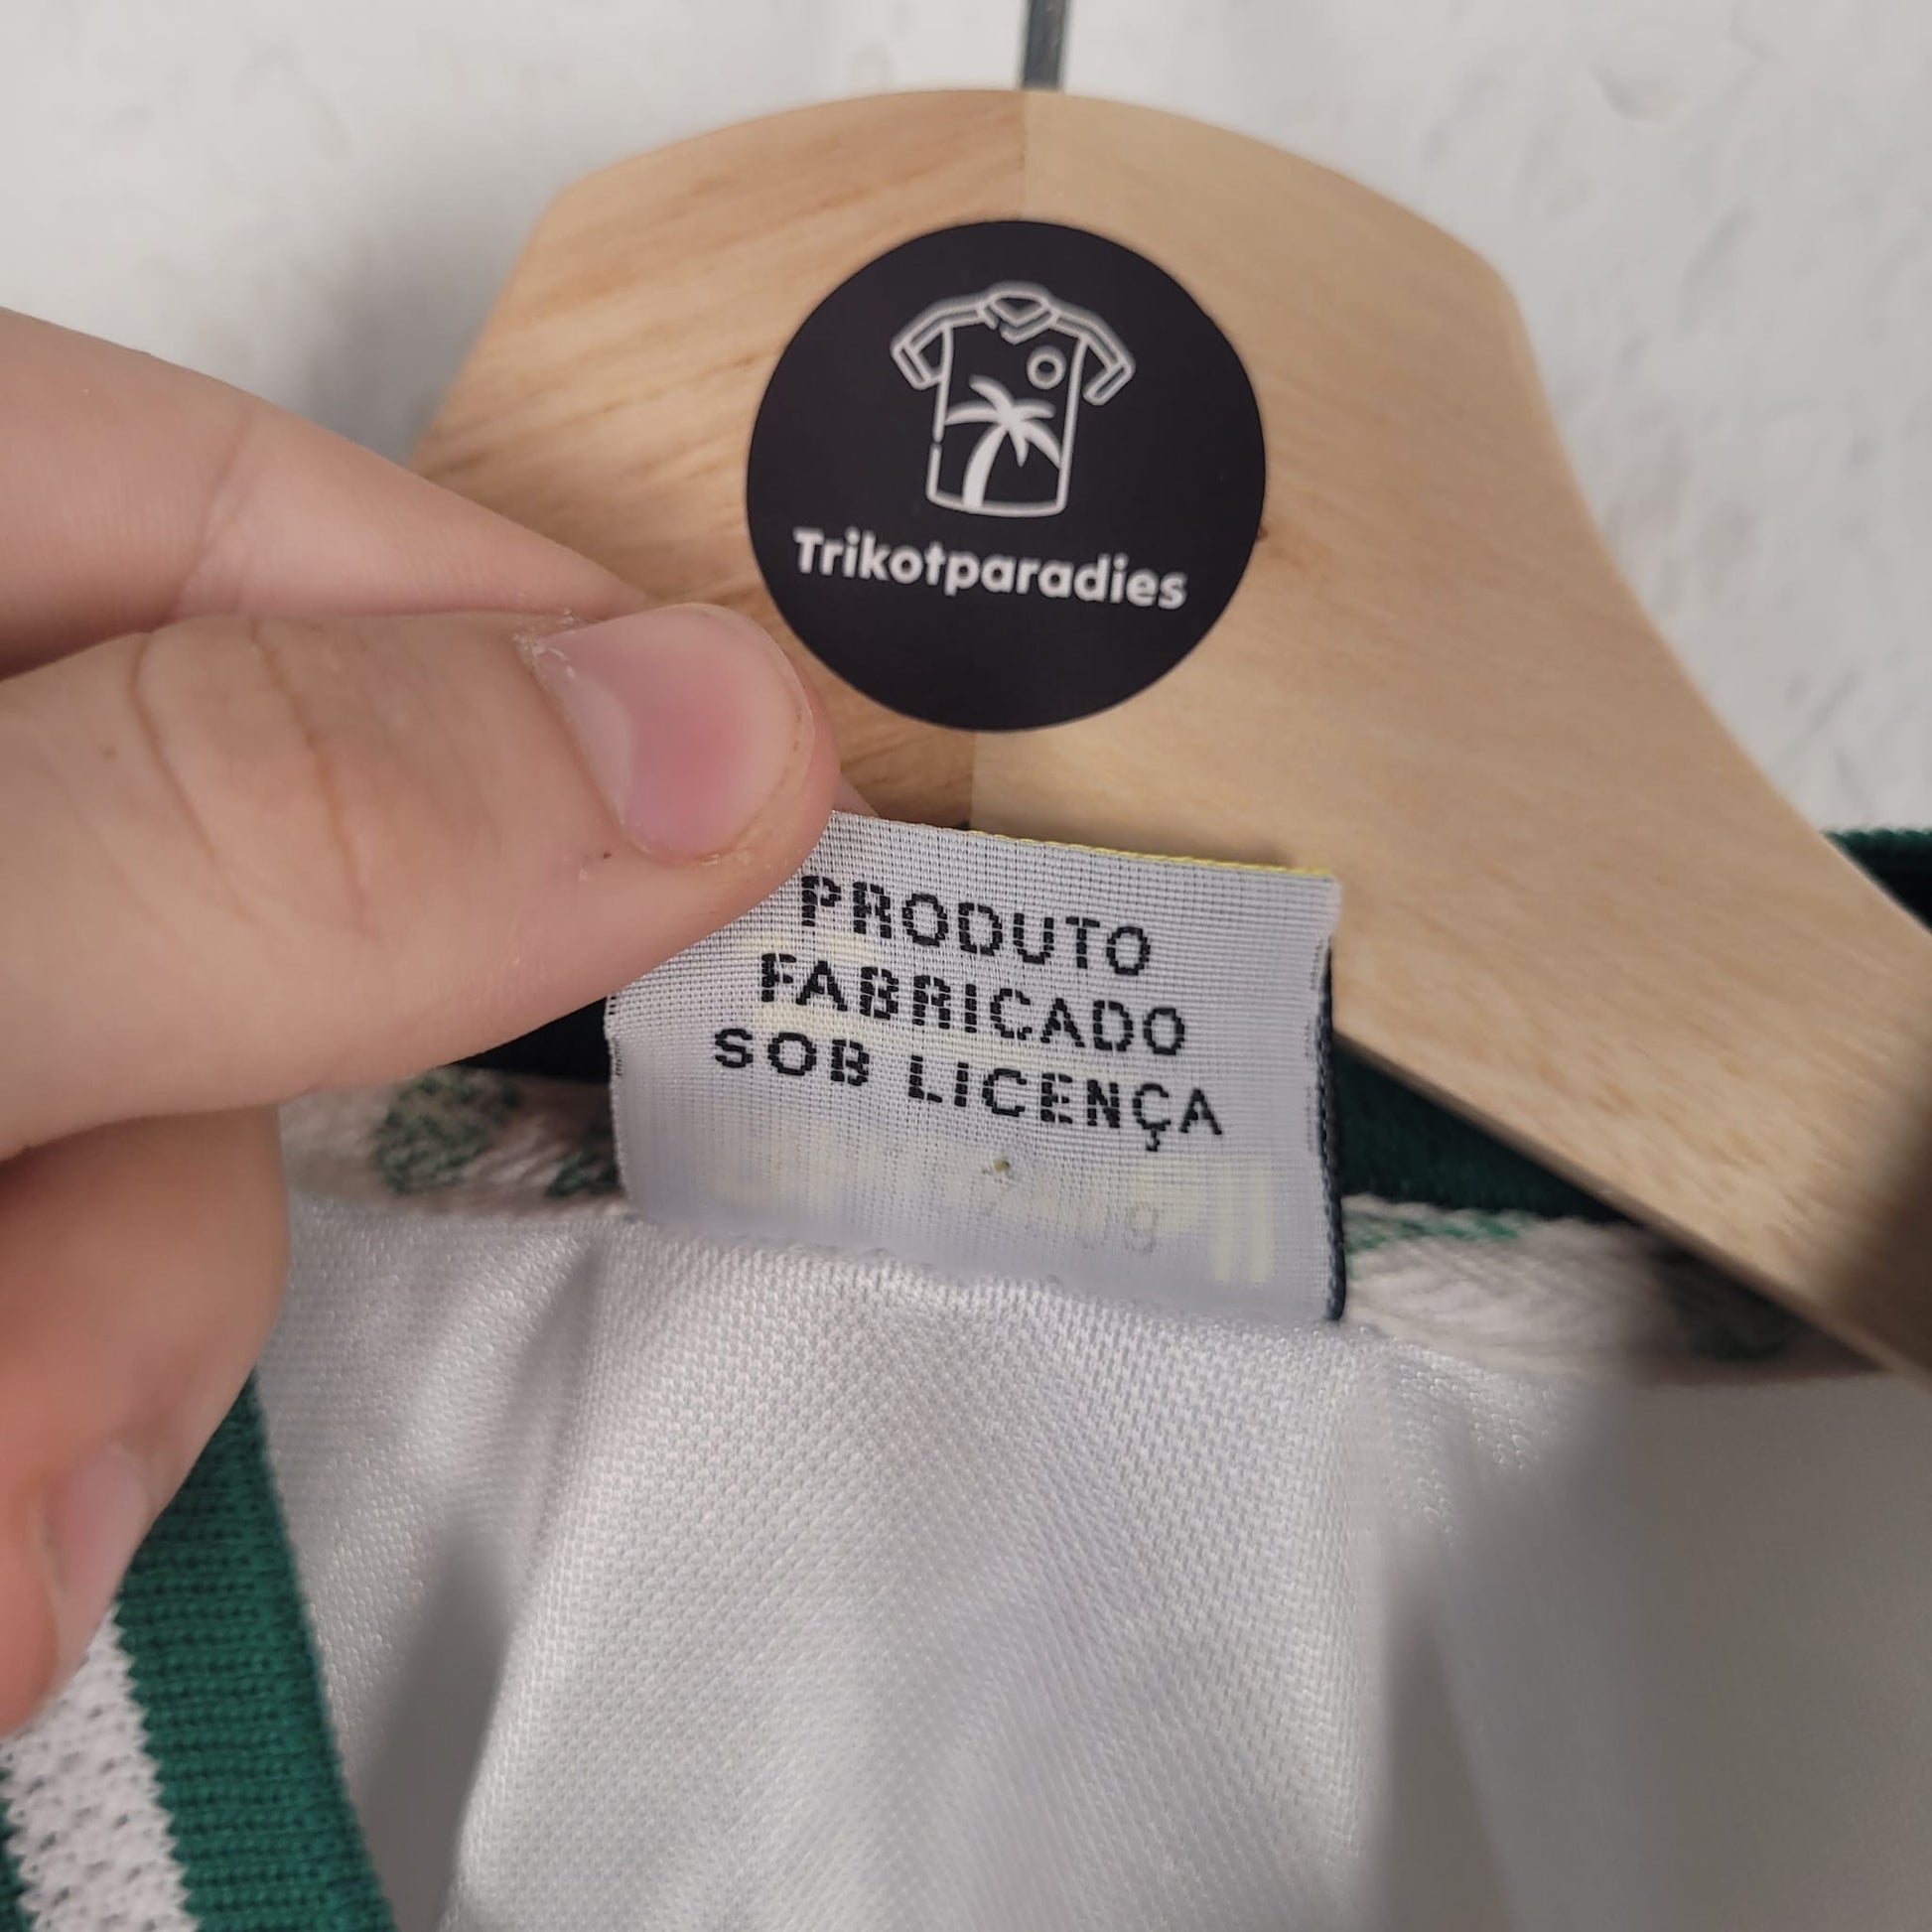 Trikotparadies
PRODUTO
FABRICADO
SOB LICENÇA